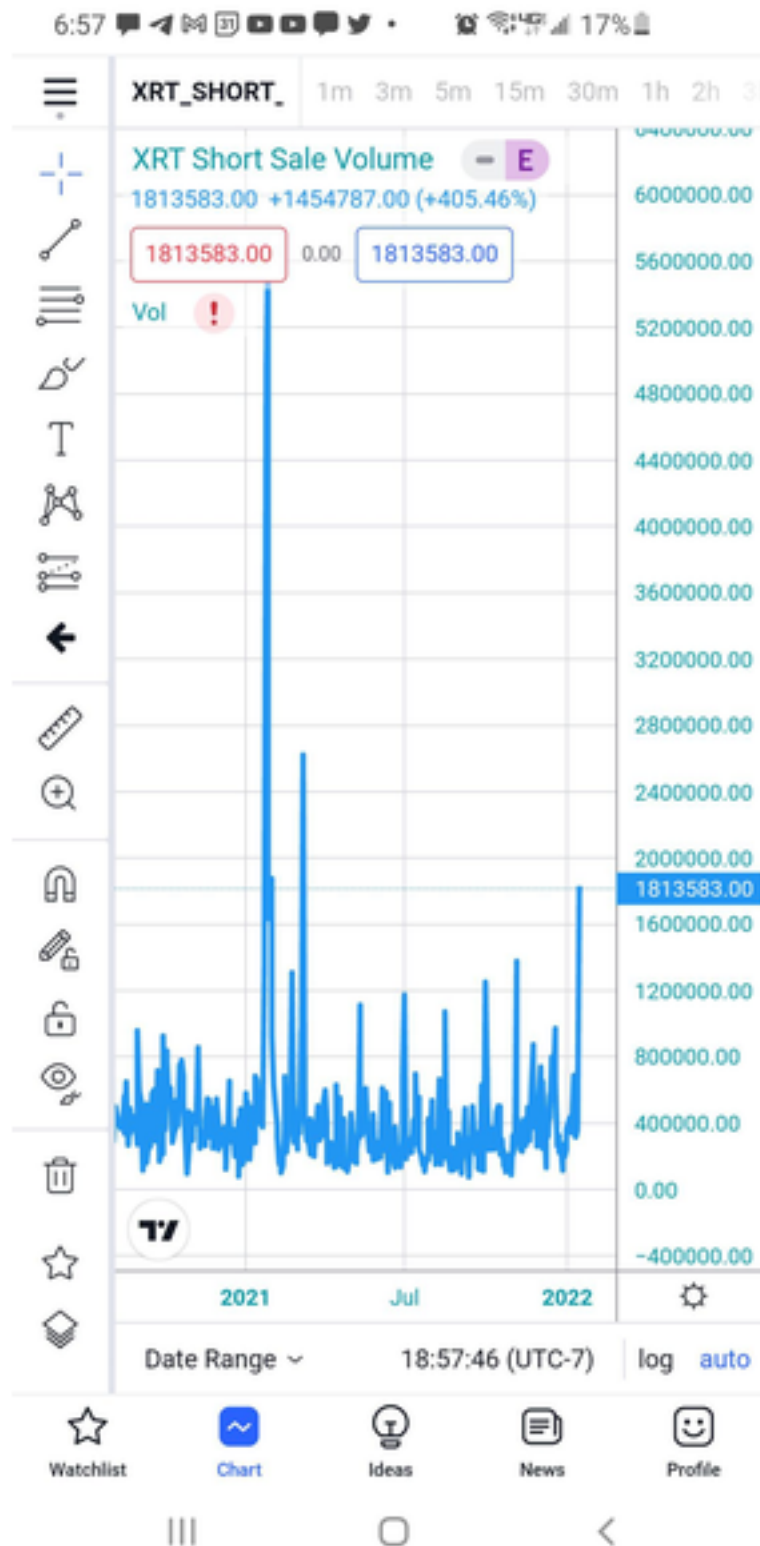 6:57 31 4G 17%
XRT_SHORT_ 1m 3m 5m 15m 30m 1h 2h
XRT Short Sale Volume E
1813583.00 +1454787.00 (+405.46%)
1813583.00 0.00 1813583.00
Vol !
6400000.00
6000000.00
5600000.00
5200000.00
4800000.00
4400000.00
4000000.00
3600000.00
3200000.00
2800000.00
2400000.00
2000000.00
1813583.00
1600000.00
1200000.00
800000.00
400000.00
0.00
−400000.00
T
2021 Jul 2022
Date Range 18:57:46 (UTC-7) log auto
Watchlist Chart Ideas News Profile